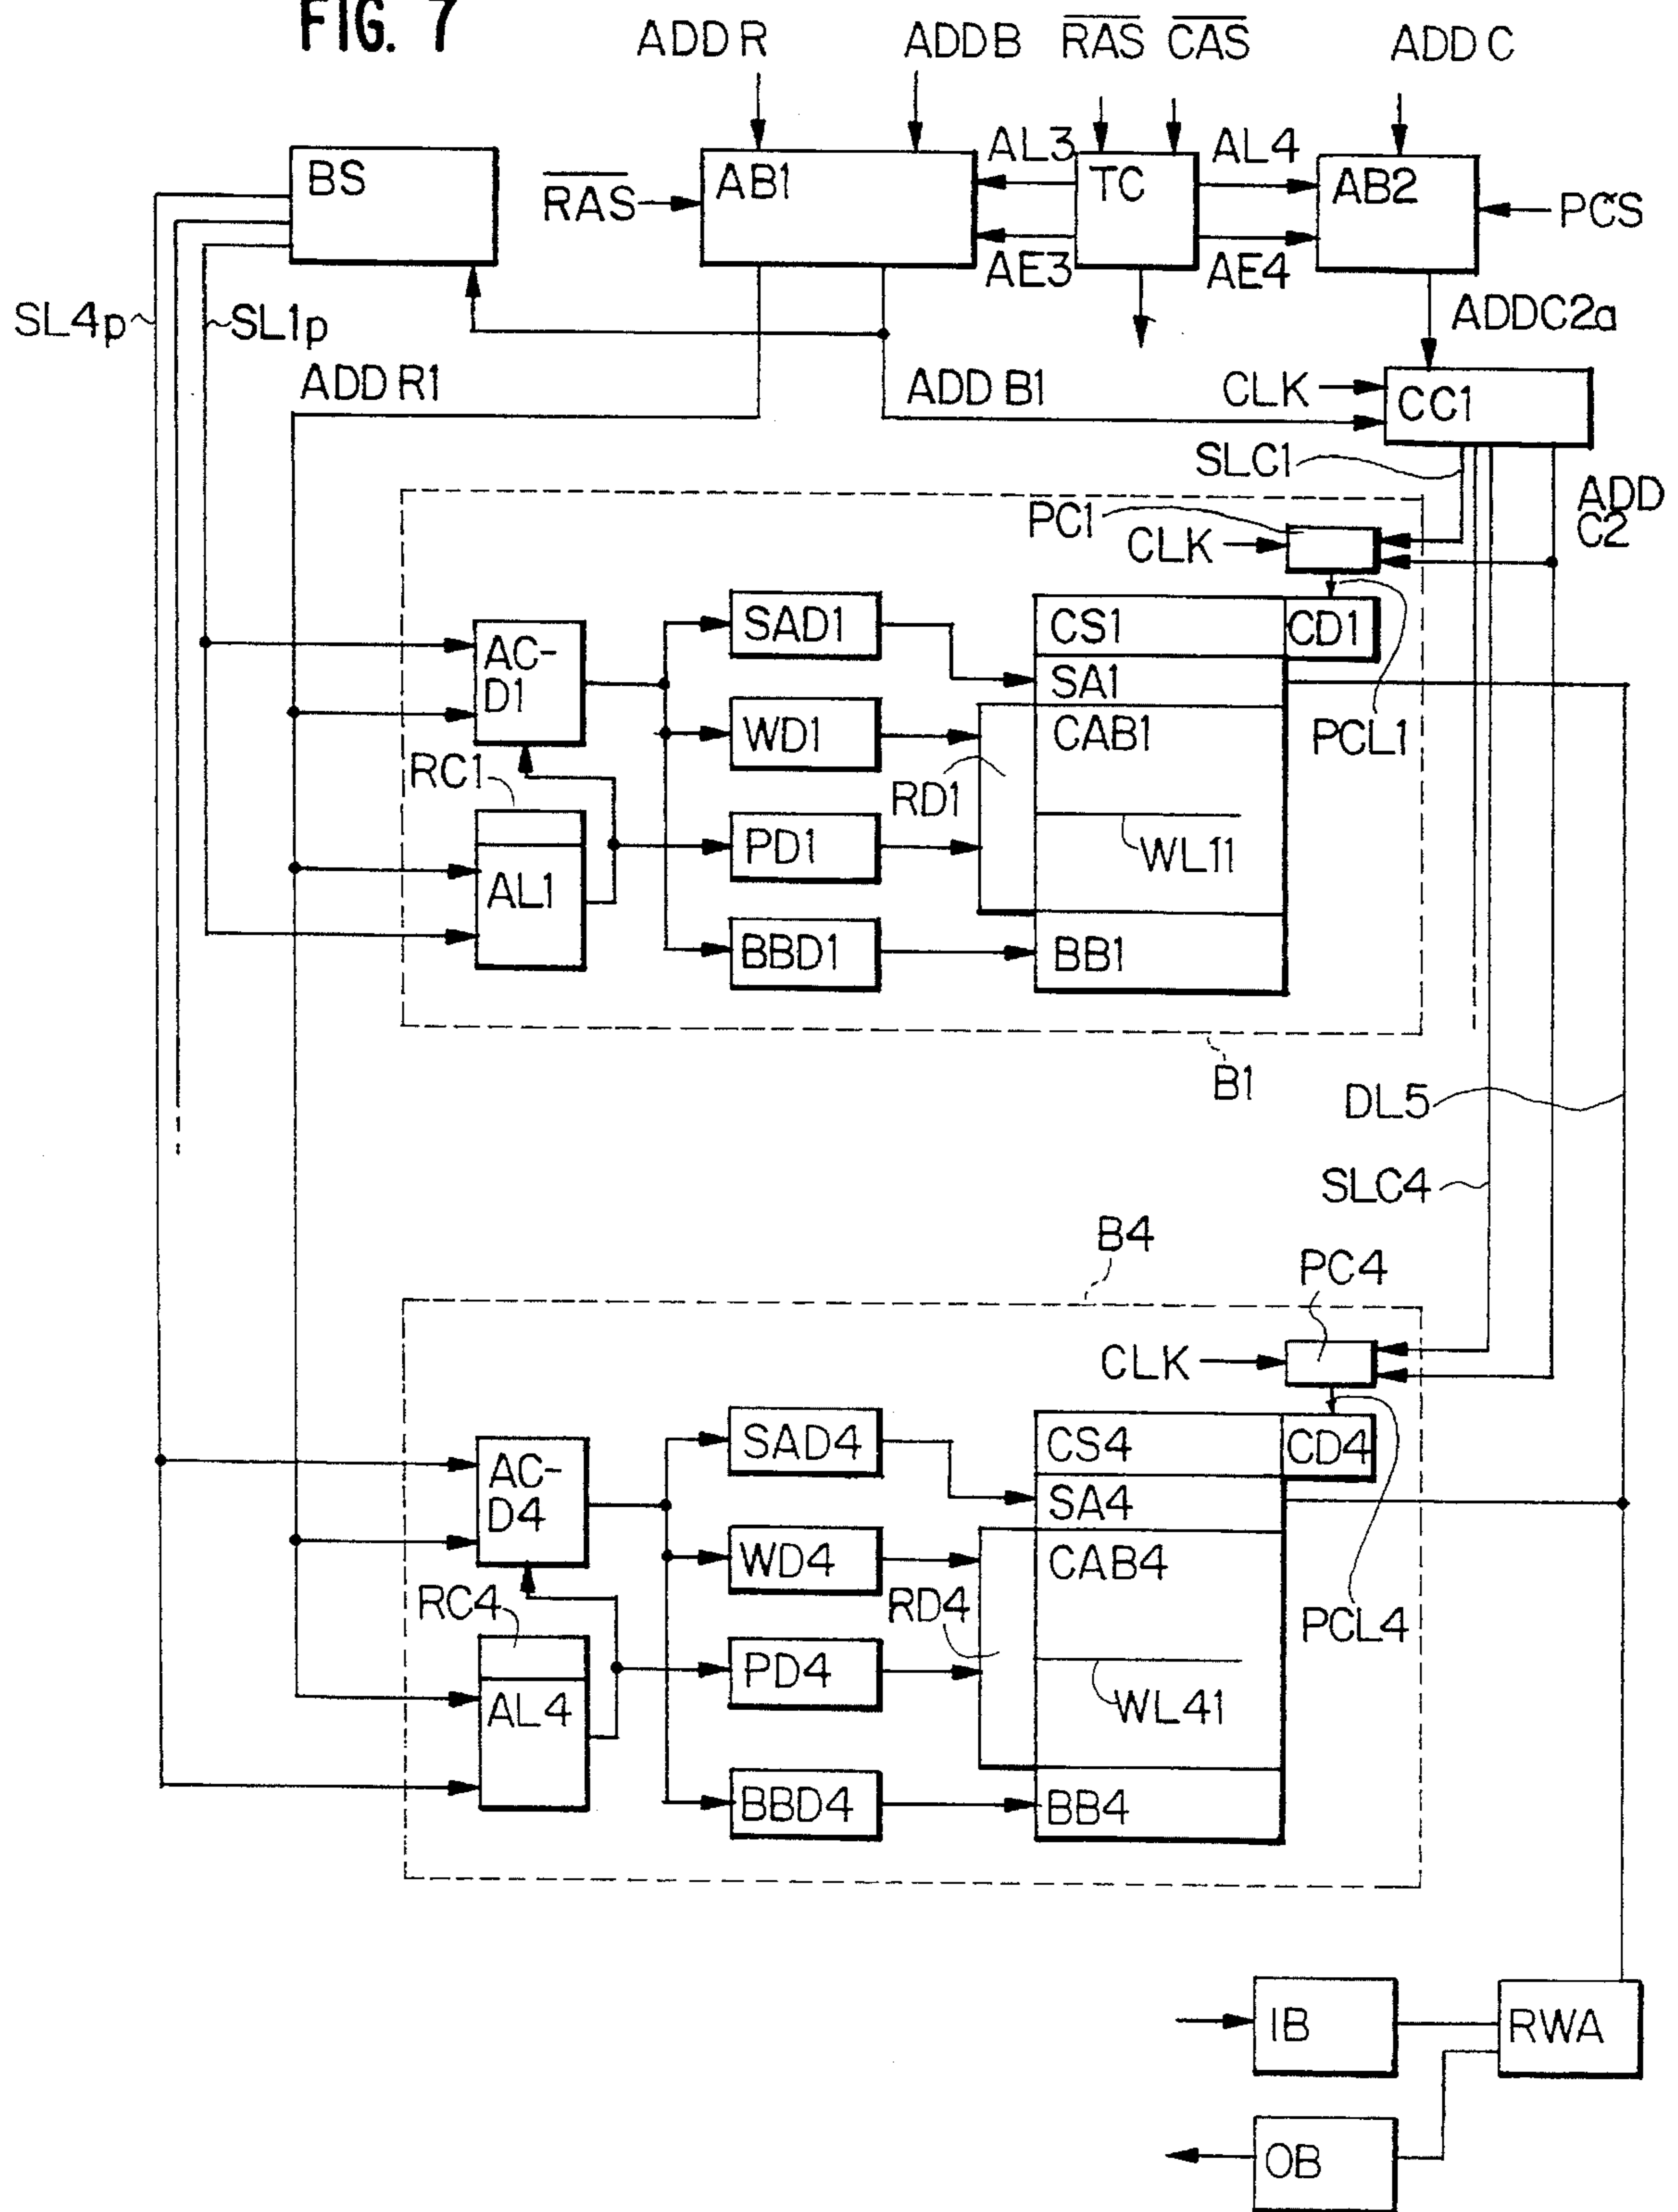 FIG. 7
ADD R ADD B RAS CAS ADD C
BS
RAS
AB1
AL3
AE3
TC
AL4
AE4
AB2
PCS
SL4p
SL1p
ADDC2a
ADD R1
ADD B1
CLK
CC1
SLC1
ADD
C2
PC1
CLK
AC-
D1
SAD1
CS1
CD1
SA1
WD1
CAB1
PCL1
RC1
RD1
AL1
PD1
WL11
BBD1
BB1
B1
DL5
SLC4
B4
PC4
CLK
AC-
D4
SAD4
CS4
CD4
SA4
WD4
CAB4
RC4
RD4
PCL4
AL4
PD4
WL41
BBD4
BB4
IB
RWA
OB